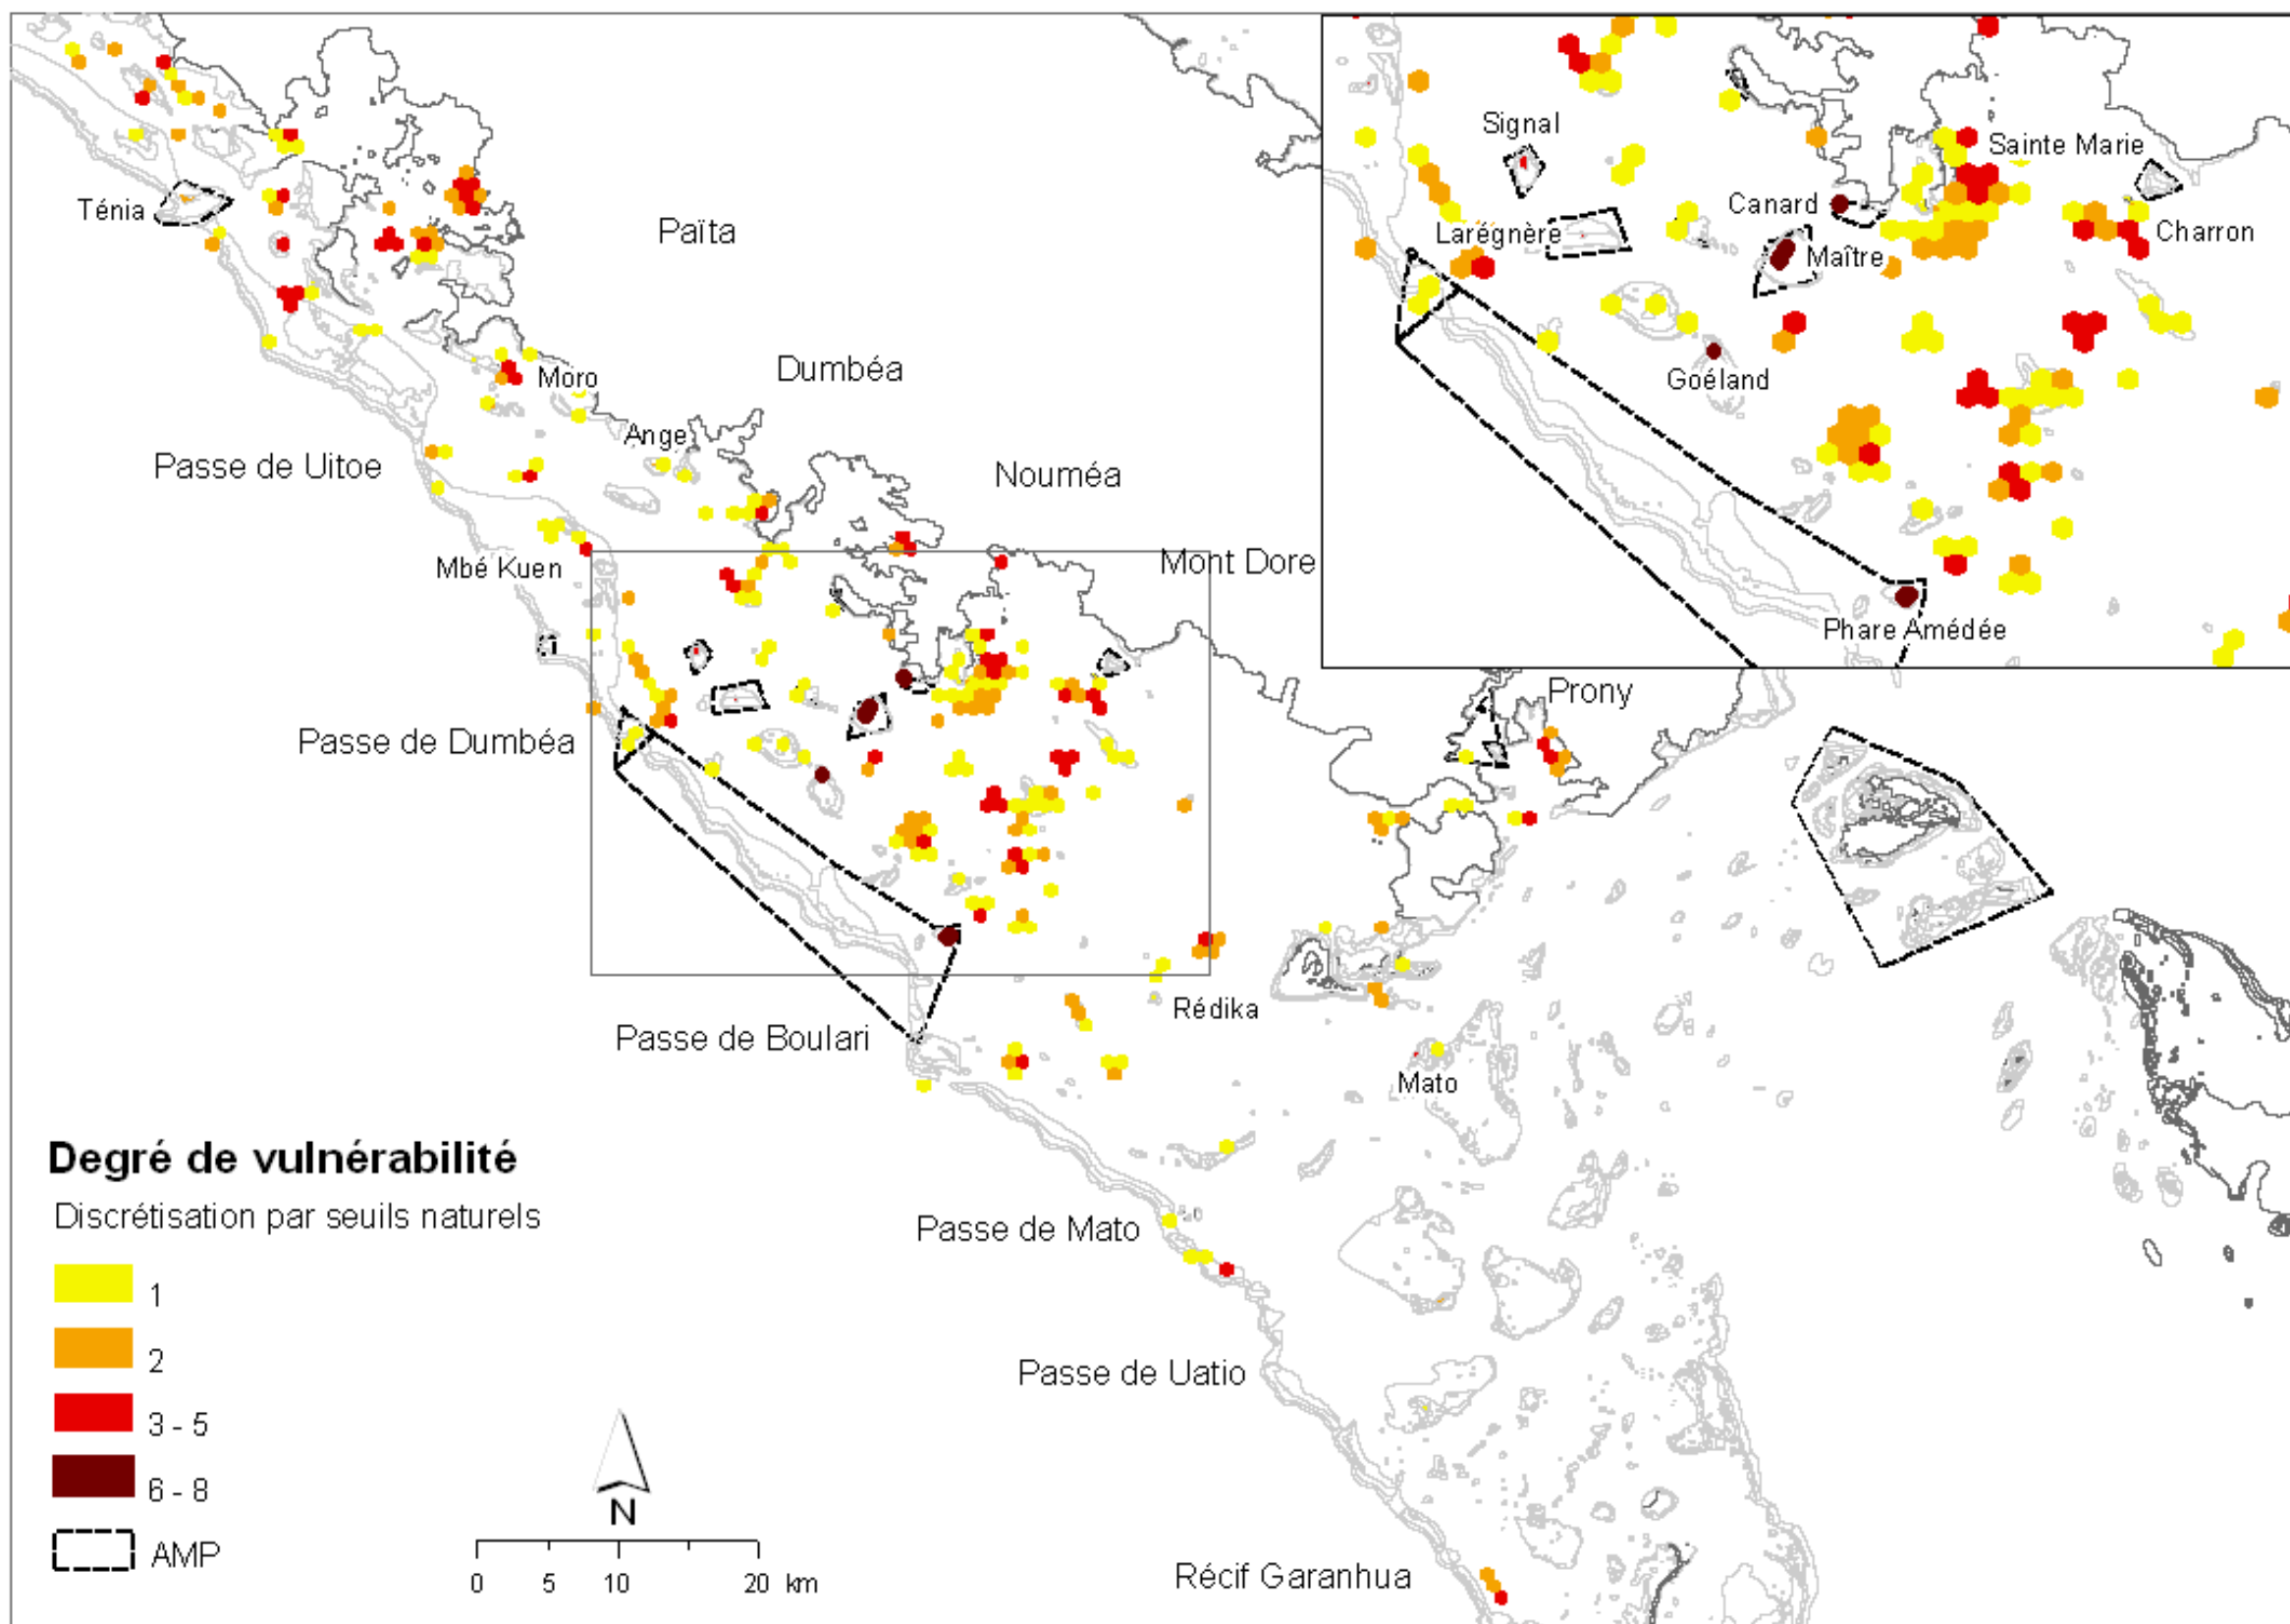 Signal
Sainte Marie
Canard
Larégnère
Charron
Maître
Goéland
Phare Amédée
Ténia
Païta
Dumbéa
Moro
Ange
Passe de Uitoe
Nouméa
Mont Dore
Mbé Kuen
Prony
Passe de Dumbéa
Rédika
Passe de Boulari
Mato
Passe de Mato
Passe de Uatio
Récif Garanhua
Degré de vulnérabilité
Discrétisation par seuils naturels
1
2
3 - 5
6 - 8
AMP
N
0 5 10 20 km